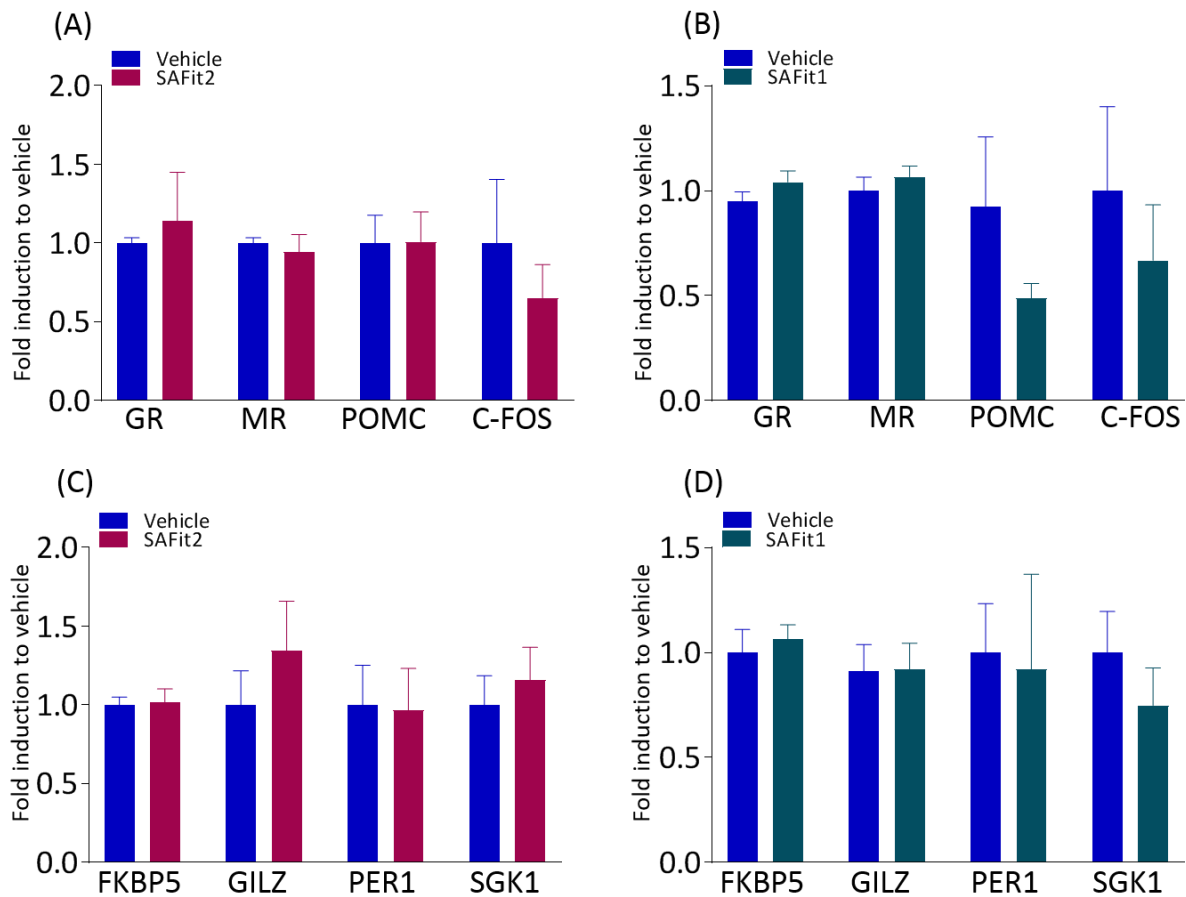 (A)
Vehicle
SAFit2
Fold induction to vehicle
2.0
1.5
1.0
0.5
0.0
GR MR POMC C-FOS
(B)
Vehicle
SAFit1
Fold induction to vehicle
1.5
1.0
0.5
0.0
GR MR POMC C-FOS
(C)
Vehicle
SAFit2
Fold induction to vehicle
2.0
1.5
1.0
0.5
0.0
FKBP5 GILZ PER1 SGK1
(D)
Vehicle
SAFit1
Fold induction to vehicle
1.5
1.0
0.5
0.0
FKBP5 GILZ PER1 SGK1